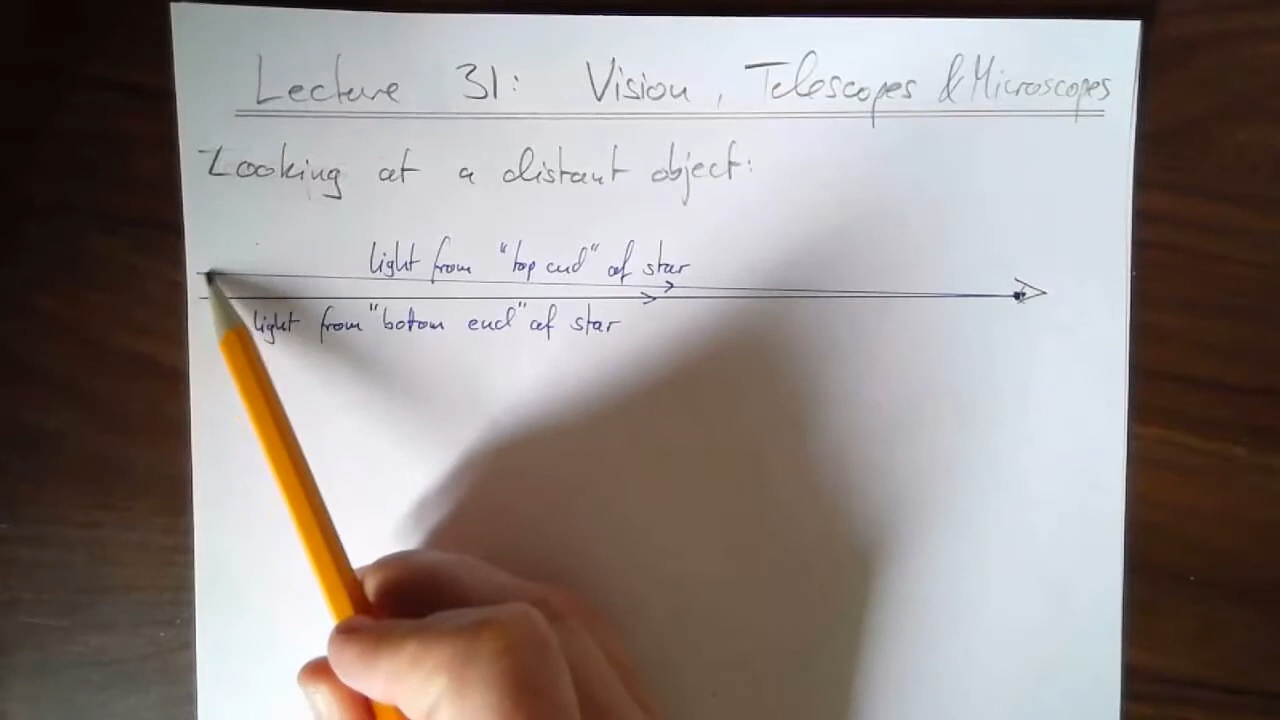 Lecture 31: Vision, Telescopes & Microscopes
Looking at a distant object:
light from "top end" of star
light from "botom end" of star